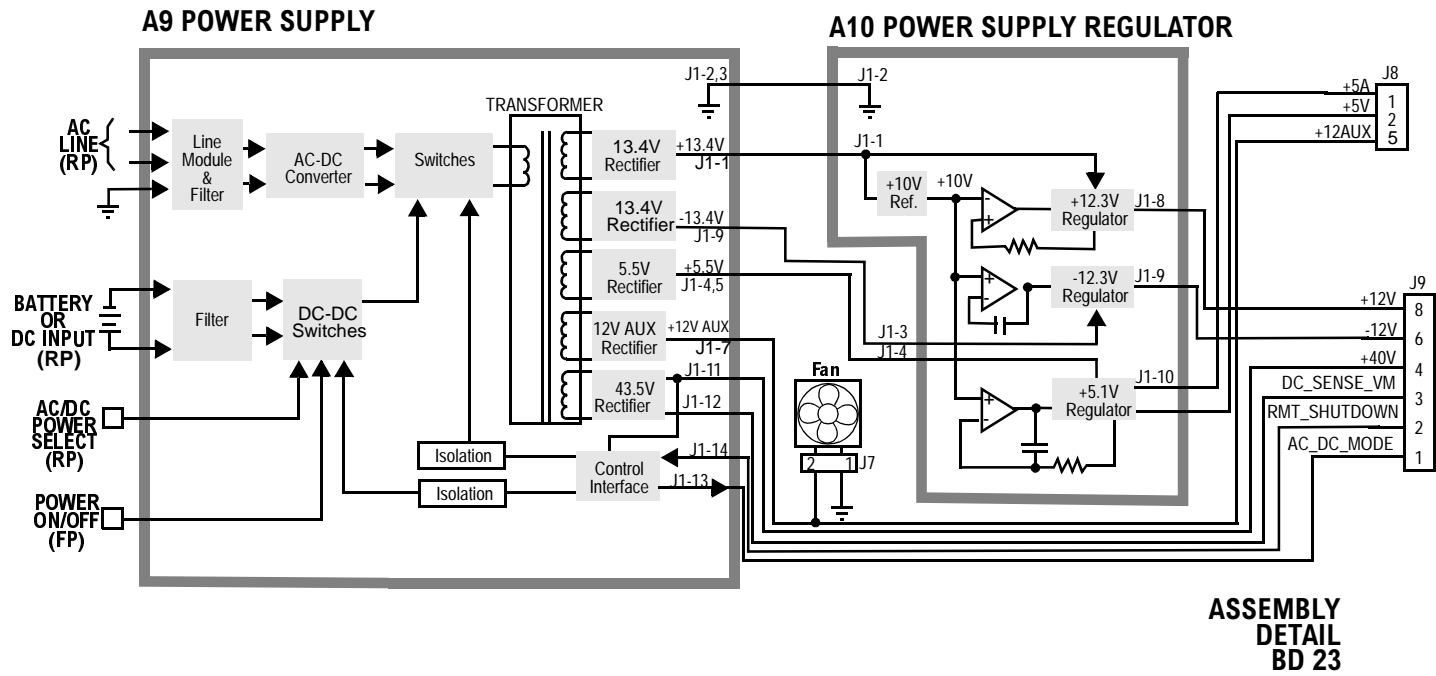 A9 POWER SUPPLY
A10 POWER SUPPLY REGULATOR
J1-2,3
J1-2
TRANSFORMER
AC
LINE
(RP)
Line
Module
&
Filter
AC-DC
Converter
Switches
13.4V
Rectifier
+13.4V
J1-1
J1-1
13.4V
Rectifier
-13.4V
J1-9
5.5V
Rectifier
+5.5V
J1-4,5
12V AUX
Rectifier
+12V AUX
J1-7
43.5V
Rectifier
J1-11
J1-12
BATTERY
OR
DC INPUT
(RP)
Filter
DC-DC
Switches
AC/DC
POWER
SELECT
(RP)
POWER
ON/OFF
(FP)
Isolation
Isolation
Control
Interface
J1-14
J1-13
Fan
2 1
J7
+10V
Ref.
+10V
-
+
+12.3V
Regulator
J1-8
+
-
-12.3V
Regulator
J1-9
J1-3
J1-4
+
-
+5.1V
Regulator
J1-10
J8
+5A
1
+5V
2
+12AUX
5
J9
+12V
8
-12V
6
+40V
4
DC_SENSE_VM
3
RMT_SHUTDOWN
2
AC_DC_MODE
1
ASSEMBLY
DETAIL
BD 23